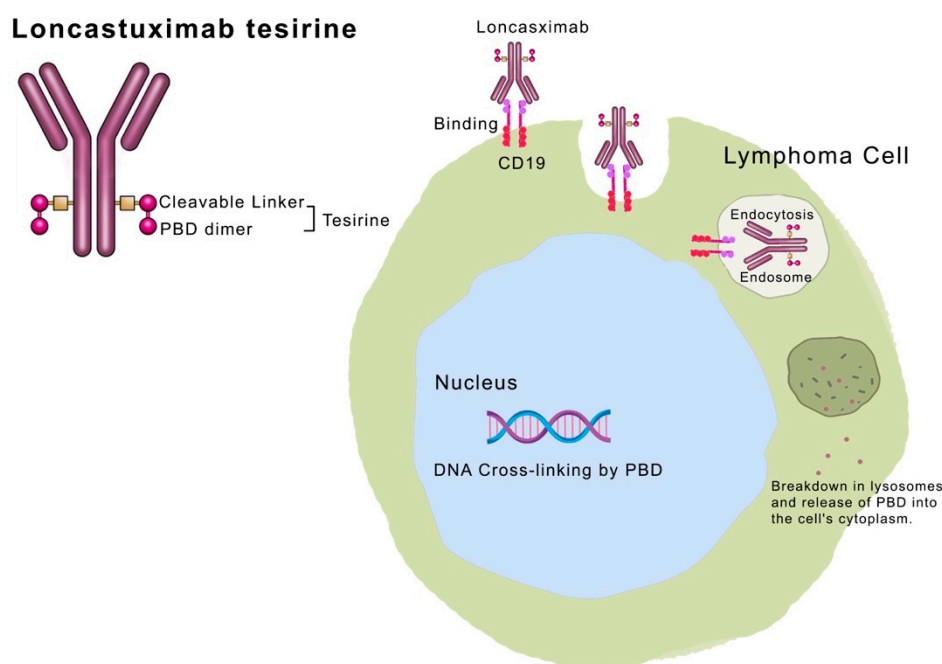 Loncastuximab tesirine
Cleavable Linker
PBD dimer
Tesirine
Loncasximab
Binding
CD19
Lymphoma Cell
Endocytosis
Endosome
Nucleus
DNA Cross-linking by PBD
Breakdown in lysosomes
and release of PBD into
the cell's cytoplasm.